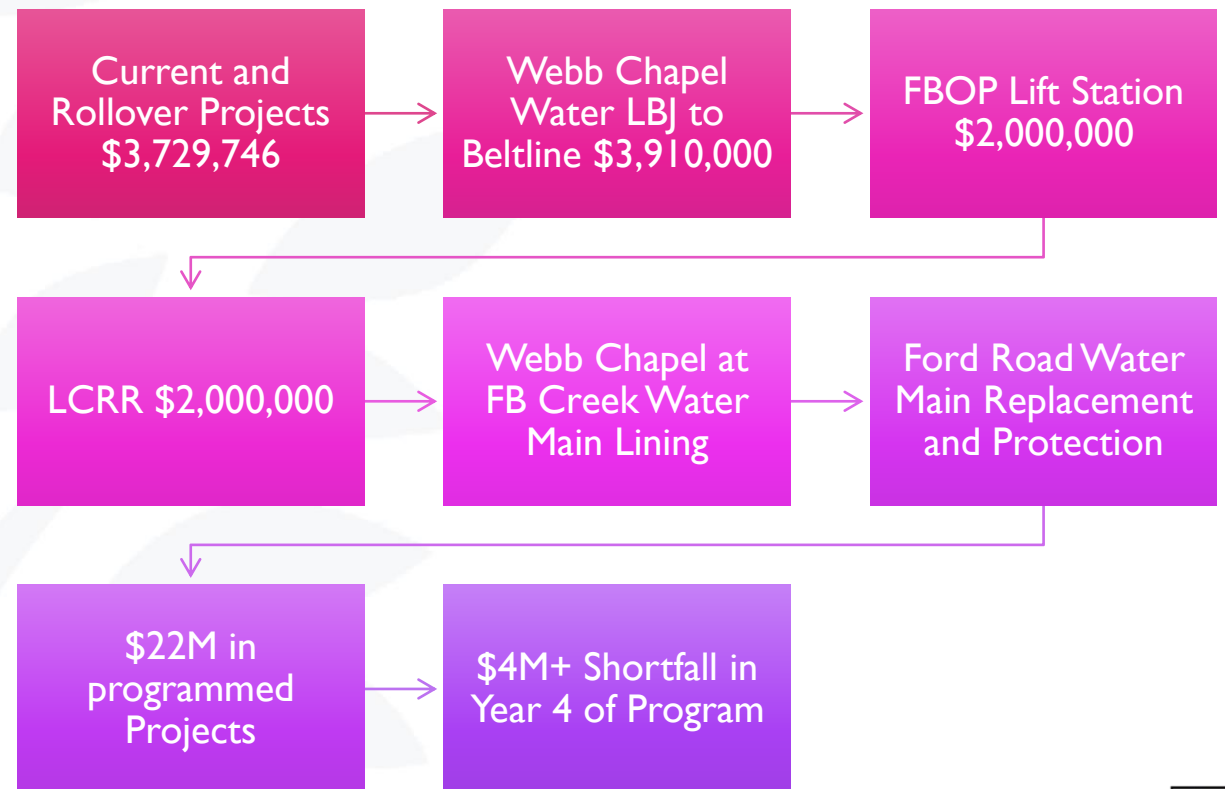 Current and
Rollover Projects
$3,729,746
Webb Chapel
Water LBJ to
Beltline $3,910,000
FBOP Lift Station
$2,000,000
LCRR $2,000,000
Webb Chapel at
FB Creek Water
Main Lining
Ford Road Water
Main Replacement
and Protection
$22M in
programmed
Projects
$4M+ Shortfall in
Year 4 of Program